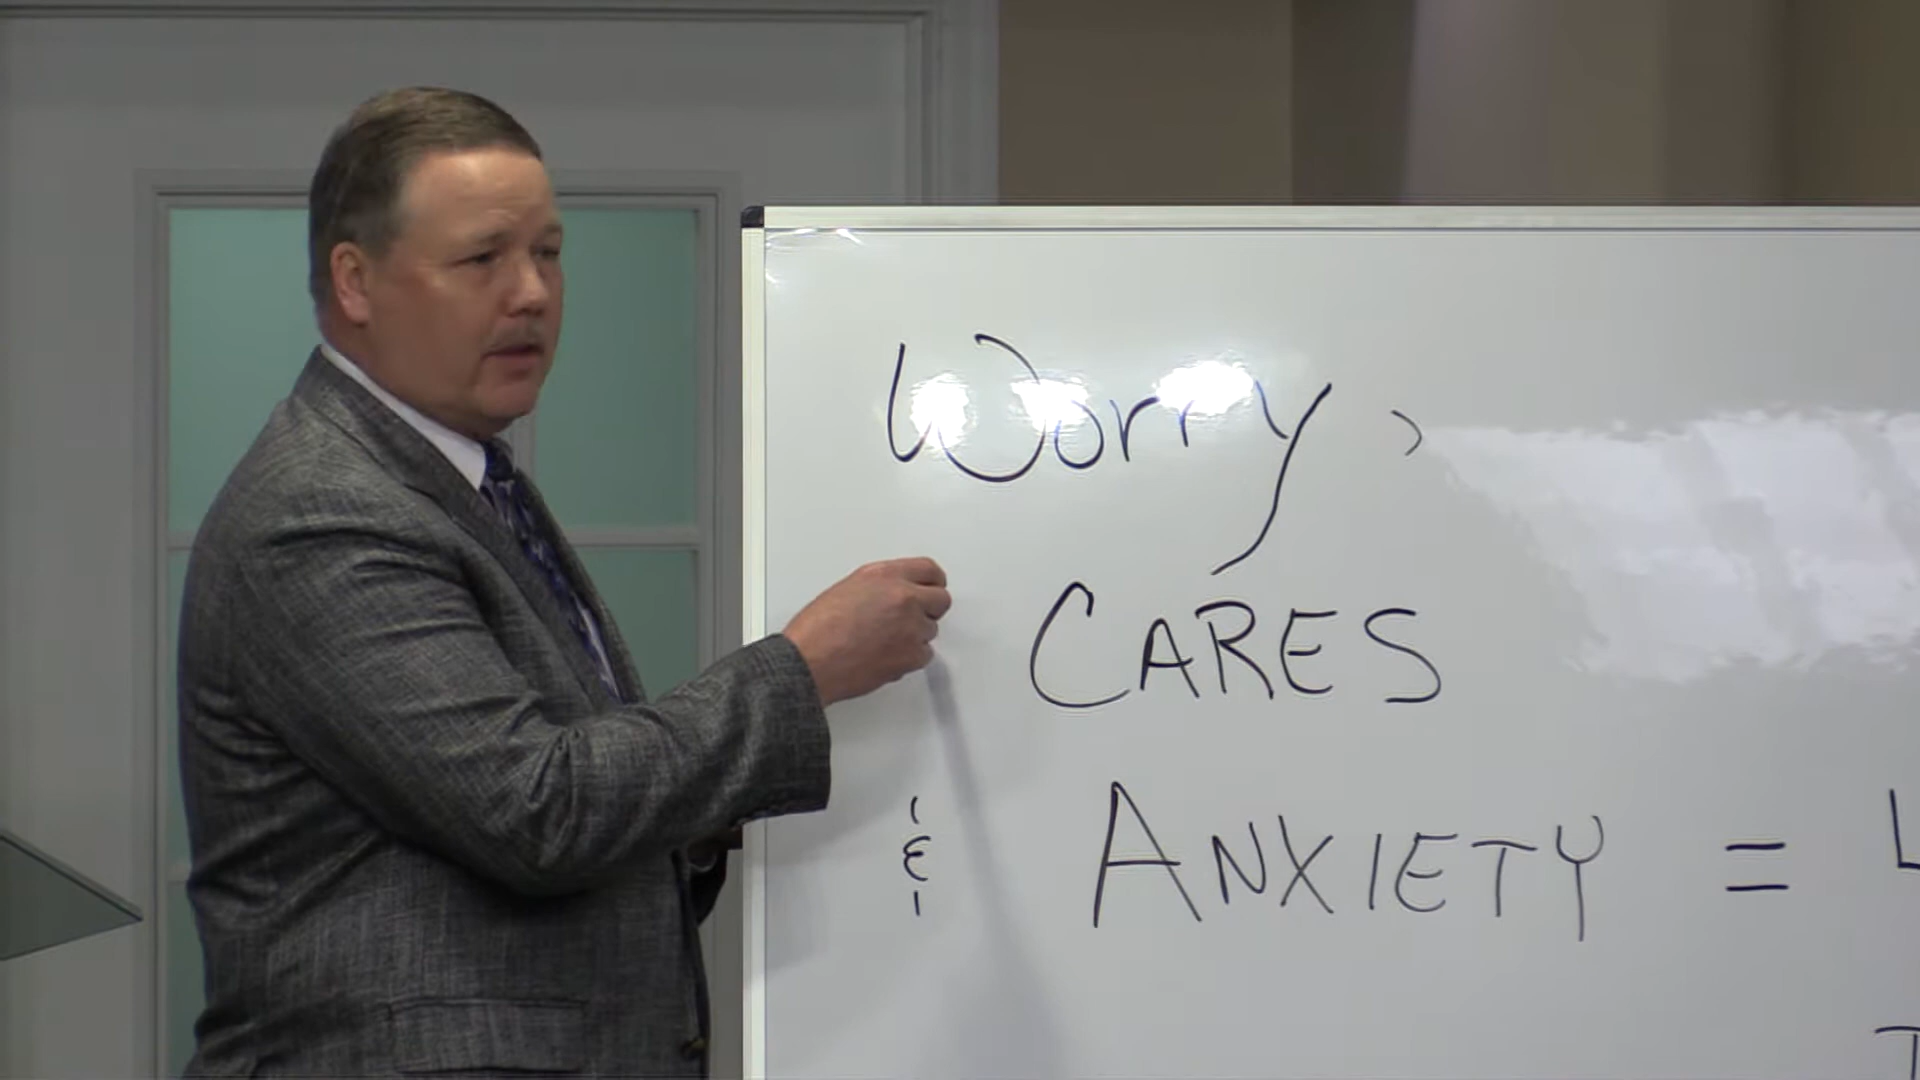 Worry,
CARES
& ANXIETY =